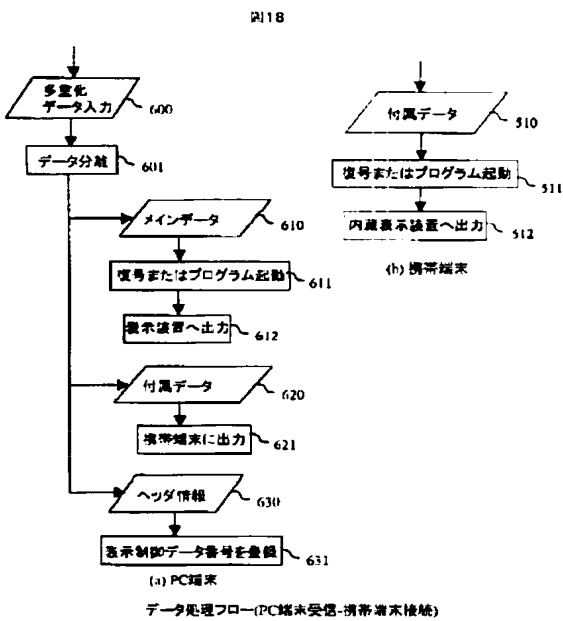 図18
多重化
データ入力
600
データ分離
601
メインデータ
610
復号またはプログラム起動
611
表示装置へ出力
612
付属データ
620
携帯端末に出力
621
ヘッダ情報
630
表示制御データ番号を登録
631
(a) PC端末
付属データ
510
復号またはプログラム起動
511
内蔵表示装置へ出力
512
(b) 携帯端末
データ処理フロー(PC端末受信-携帯端末接続)